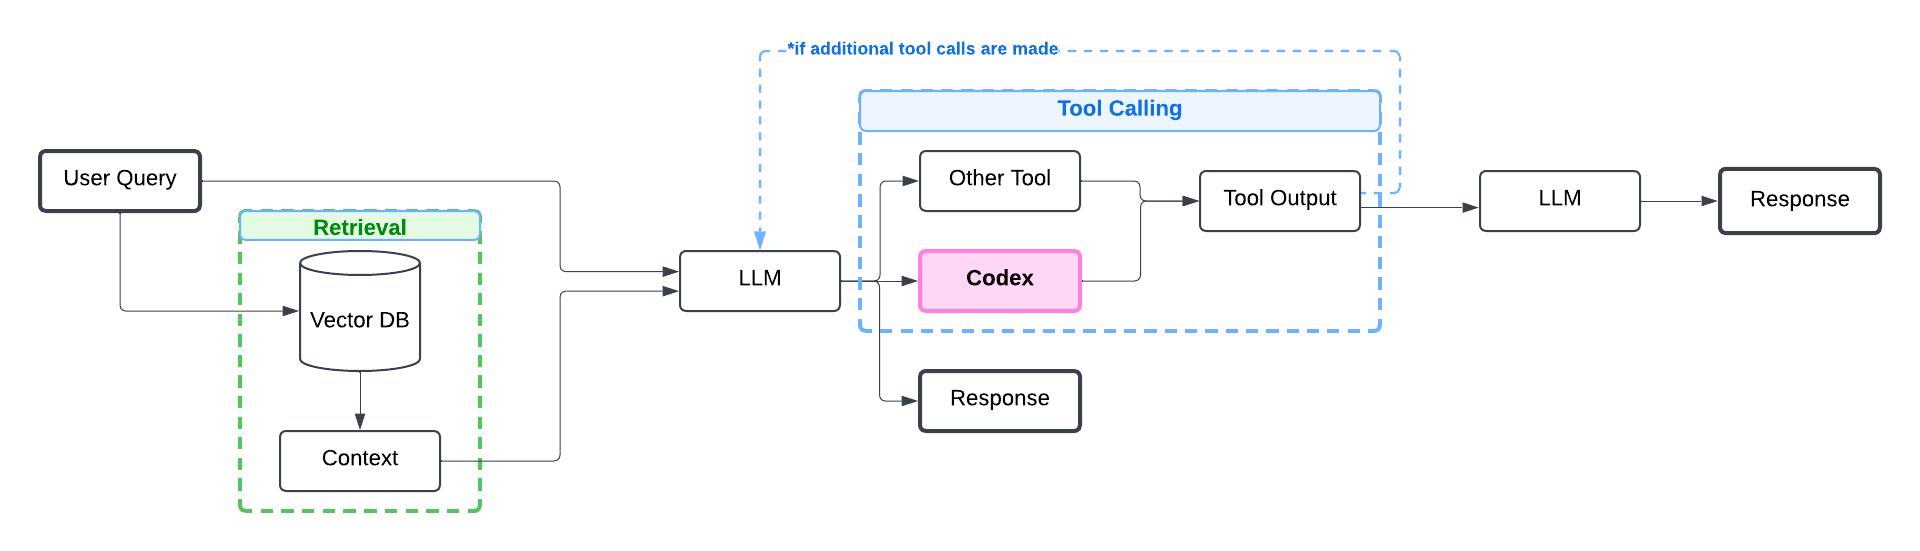 *if additional tool calls are made
Tool Calling
User Query
Other Tool
Tool Output
LLM
Response
Retrieval
Vector DB
LLM
Codex
Response
Context